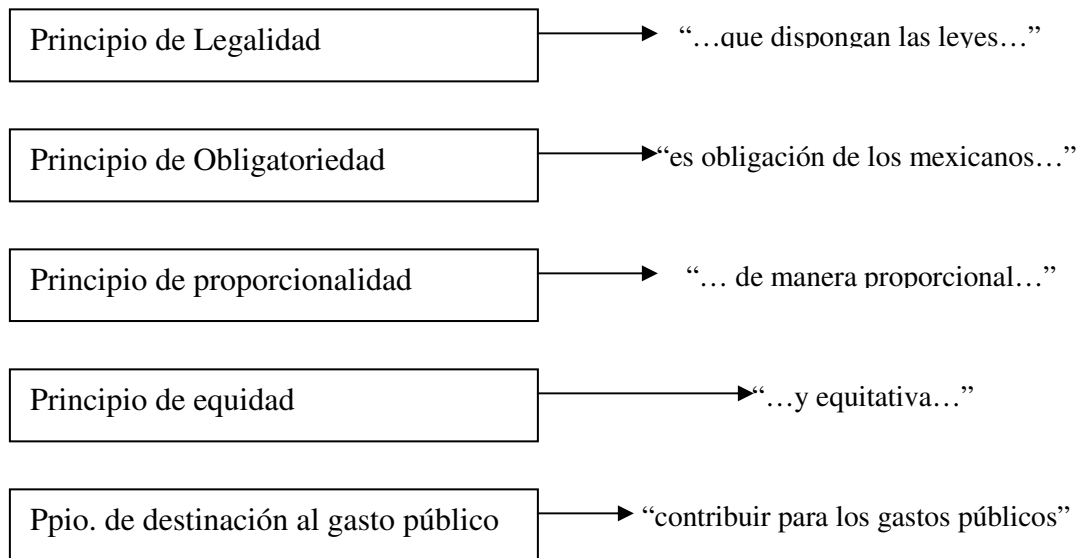 Principio de Legalidad “…que dispongan las leyes…”
Principio de Obligatoriedad “es obligación de los mexicanos…”
Principio de proporcionalidad “… de manera proporcional…”
Principio de equidad “…y equitativa…”
Ppio. de destinación al gasto público “contribuir para los gastos públicos”